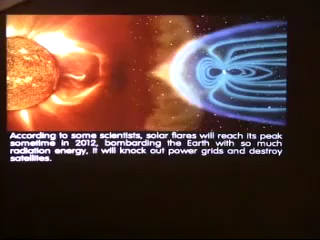 According to some scientists, solar flares will reach its peak
sometime in 2012, bombarding the Earth with so much
radiation energy, it will knock out power grids and destroy
satellites.